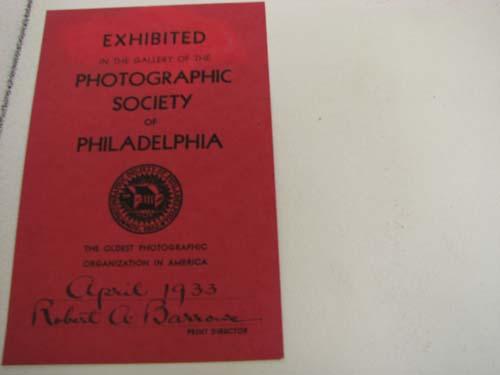 EXHIBITED
IN THE GALLERY OF THE
PHOTOGRAPHIC
SOCIETY
OF
PHILADELPHIA
THE OLDEST PHOTOGRAPHIC
ORGANIZATION IN AMERICA
April 1933
Robert A Barrows
PRINT DIRECTOR